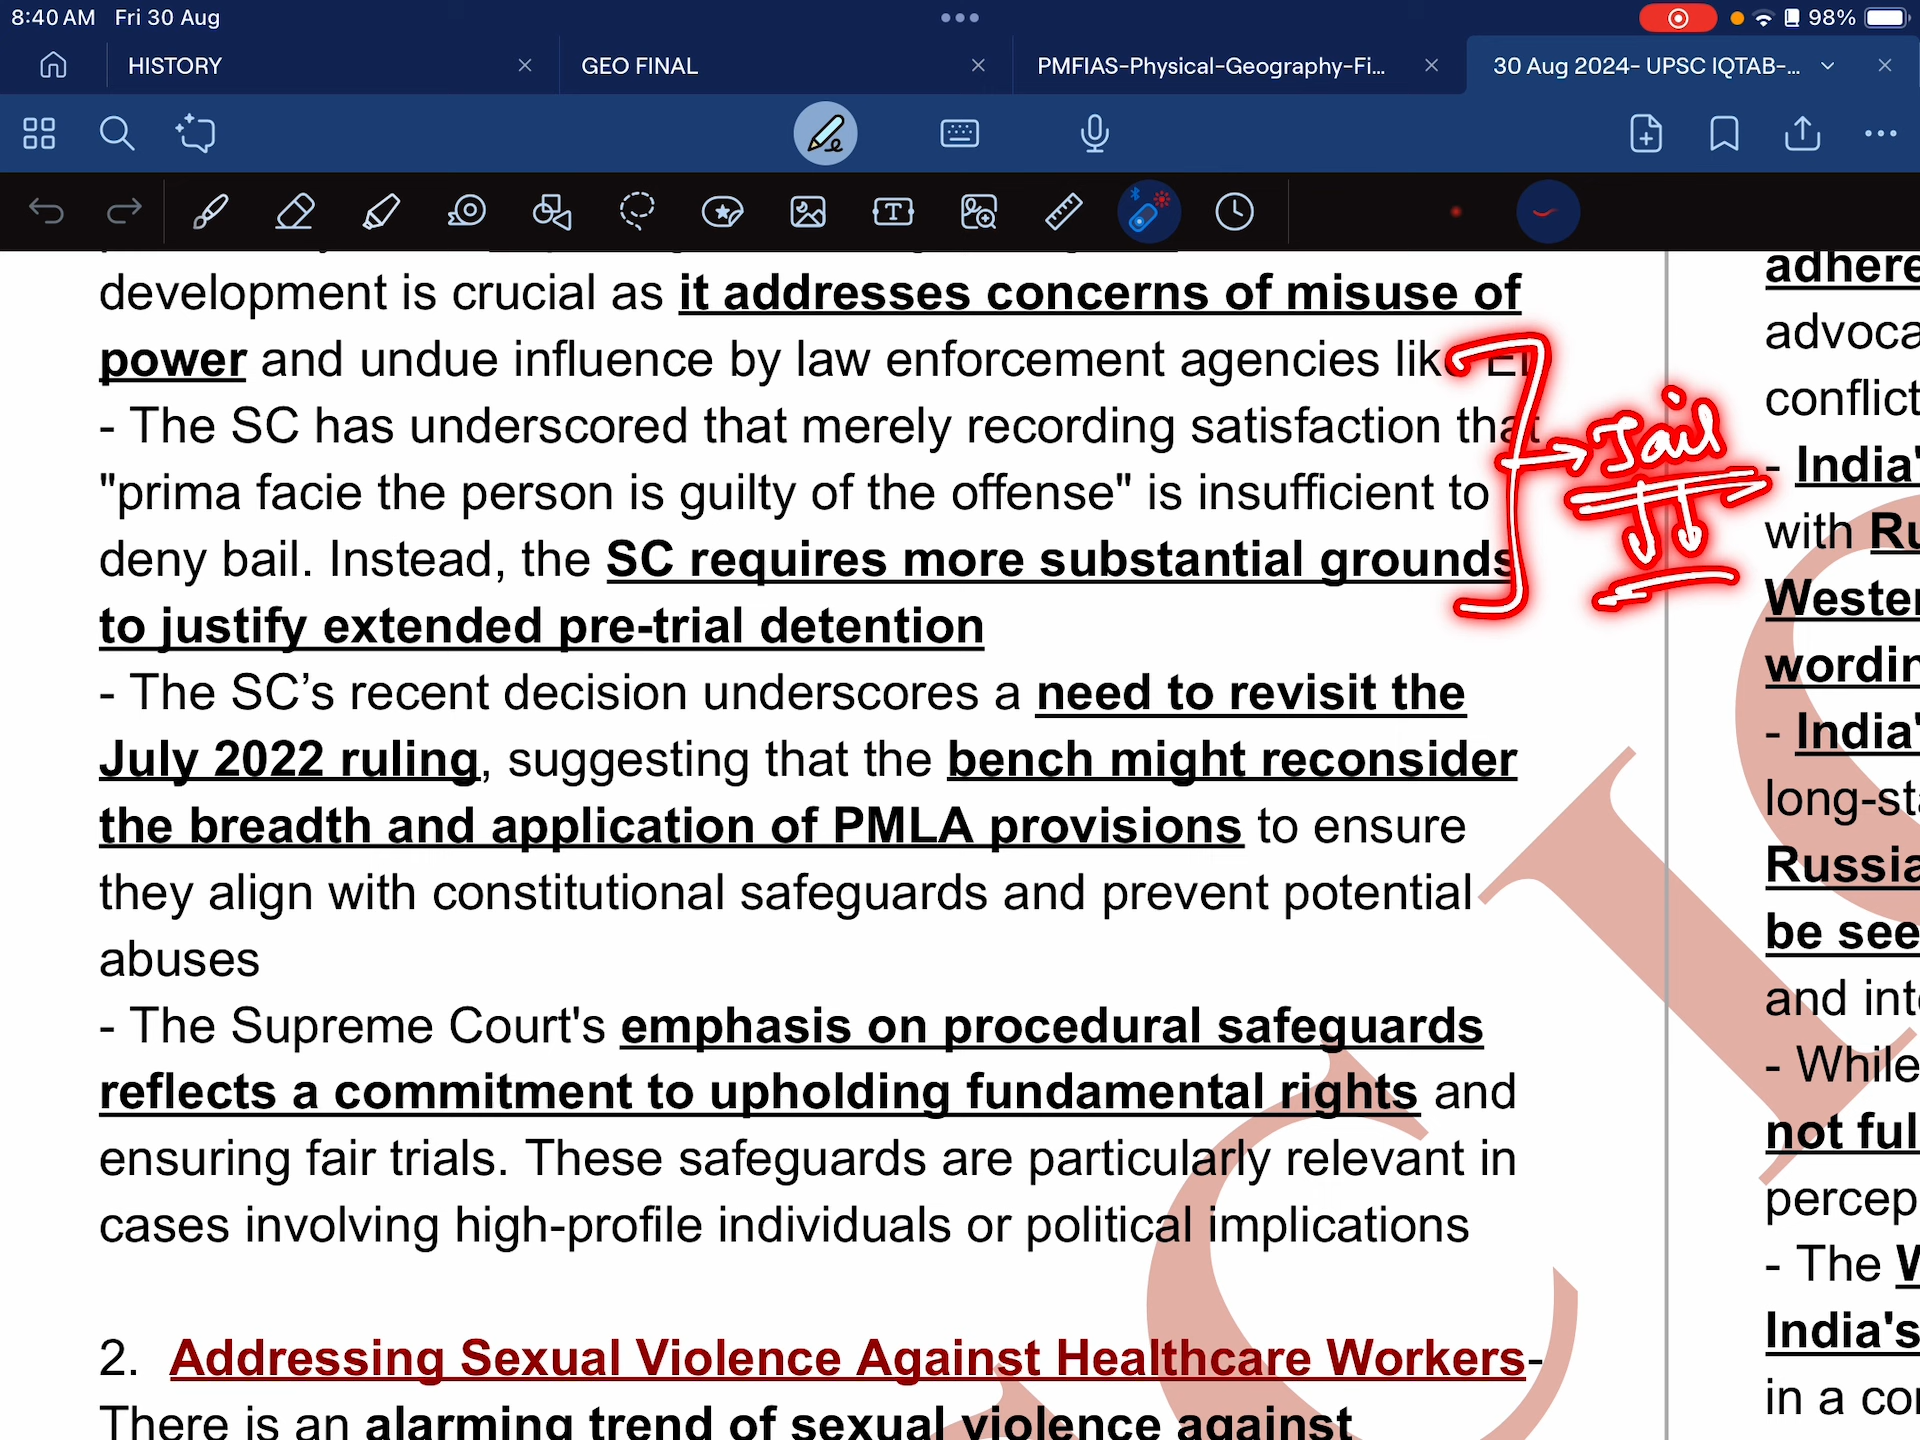 8:40 AM Fri 30 Aug
98%
HISTORY
GEO FINAL
PMFIAS-Physical-Geography-Fi...
30 Aug 2024- UPSC IQTAB-...
development is crucial as it addresses concerns of misuse of
power and undue influence by law enforcement agencies like
- The SC has underscored that merely recording satisfaction that
"prima facie the person is guilty of the offense" is insufficient to
deny bail. Instead, the SC requires more substantial grounds
to justify extended pre-trial detention
- The SC’s recent decision underscores a need to revisit the
July 2022 ruling, suggesting that the bench might reconsider
the breadth and application of PMLA provisions to ensure
they align with constitutional safeguards and prevent potential
abuses
- The Supreme Court's emphasis on procedural safeguards
reflects a commitment to upholding fundamental rights and
ensuring fair trials. These safeguards are particularly relevant in
cases involving high-profile individuals or political implications
2. Addressing Sexual Violence Against Healthcare Workers-
There is an alarming trend of sexual violence against
Jail
adhere
advoca
conflict
- India'
with Ru
Wester
wordin
- India'
long-sta
Russia
be see
and inte
- While
not ful
percep
- The W
India's
in a co